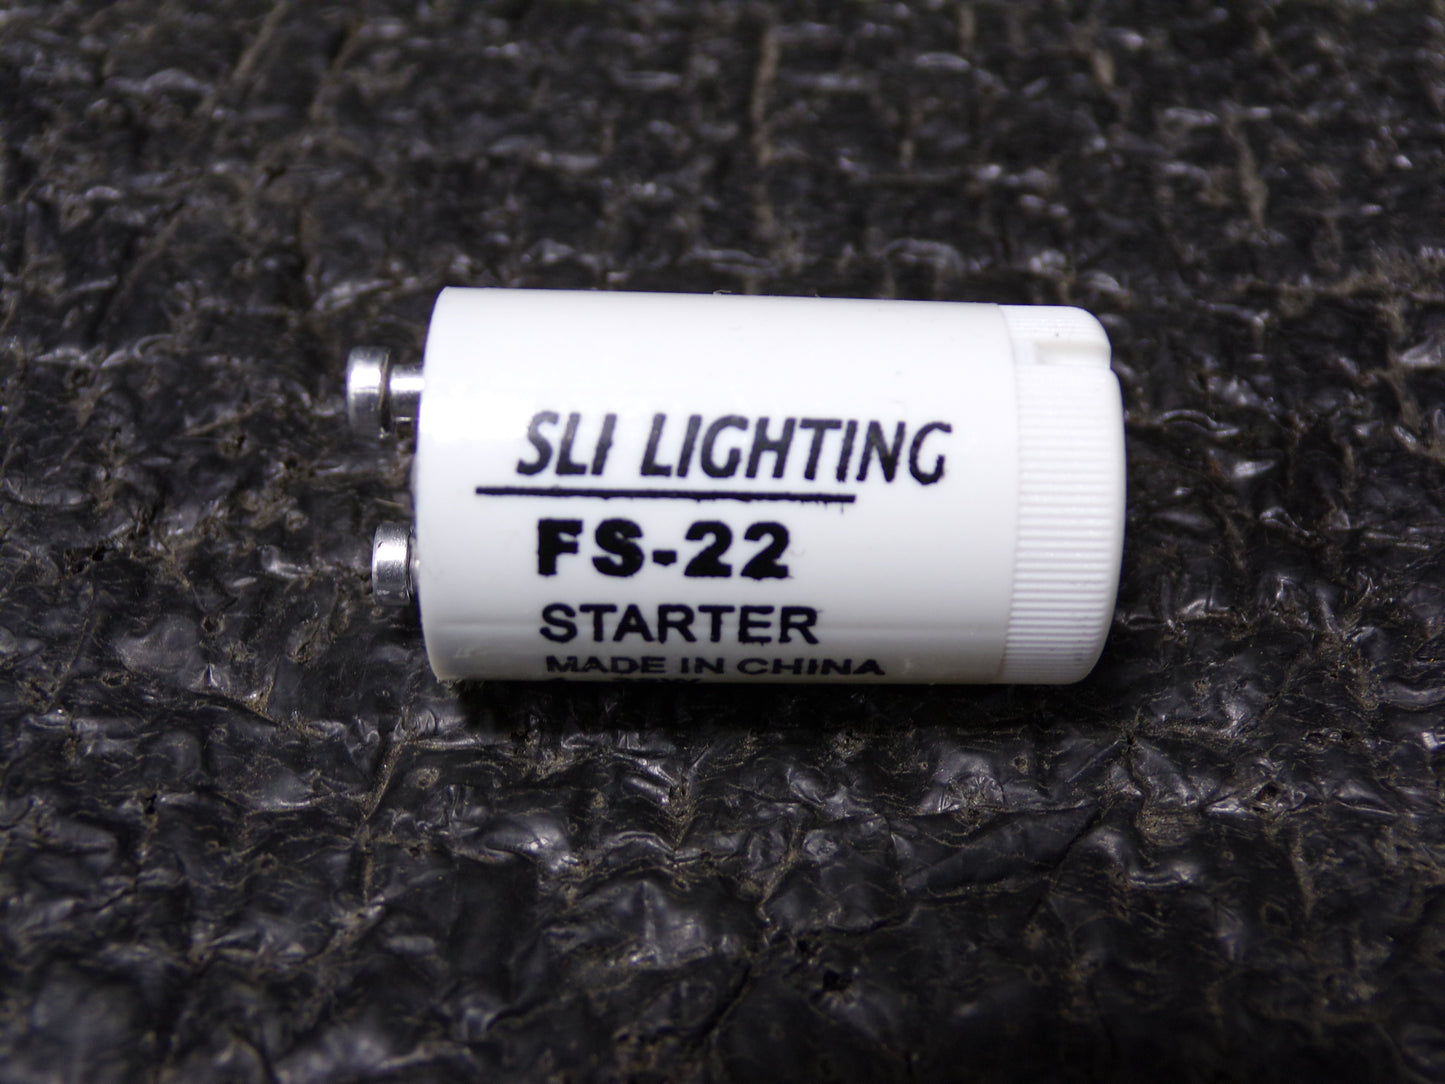 SLI LIGHTING
FS-22
STARTER
MADE IN CHINA